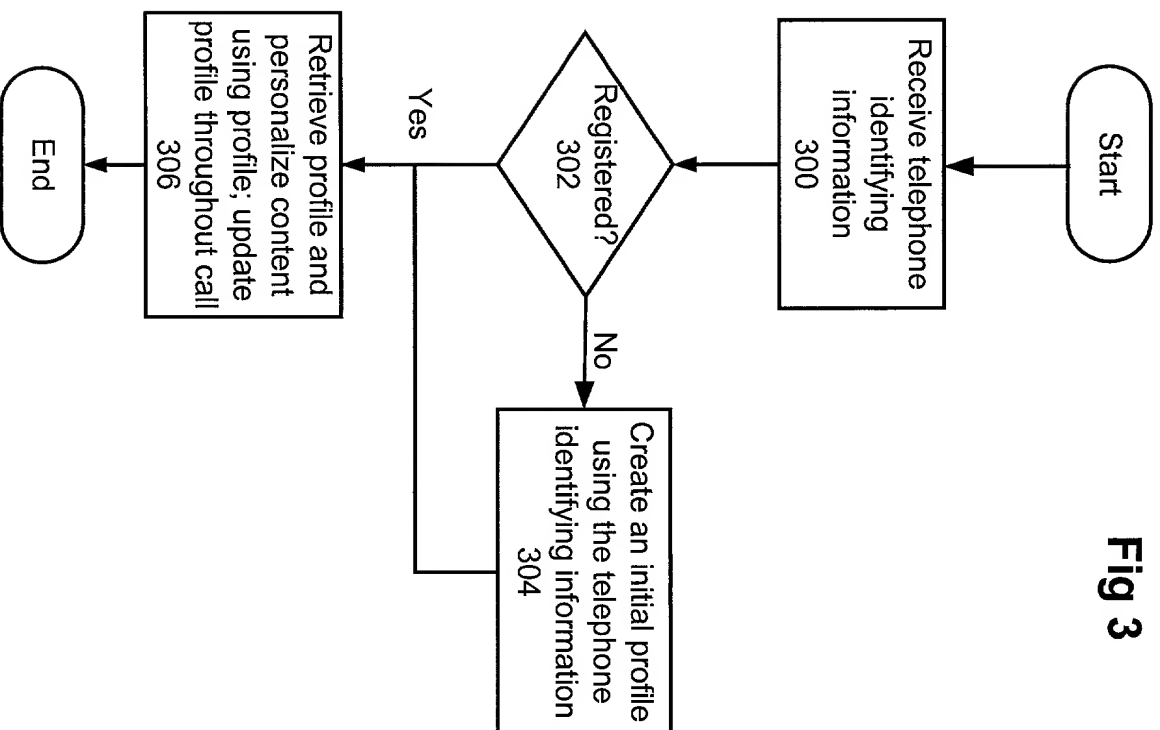 Fig 3
Start
Receive telephone
identifying
information
300
Registered?
302
No
Create an initial profile
using the telephone
identifying information
304
Yes
Retrieve profile and
personalize content
using profile; update
profile throughout call
306
End